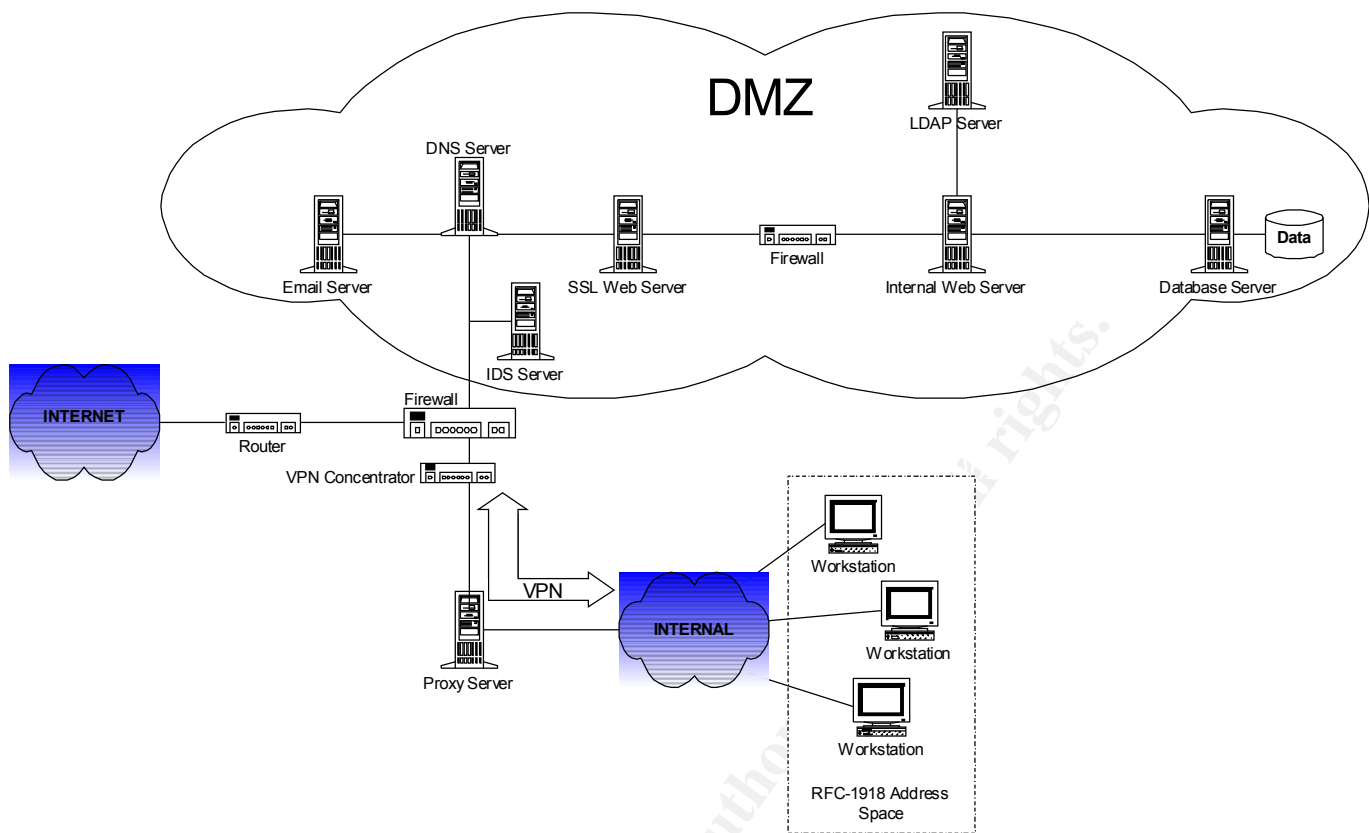 DMZ
LDAP Server
DNS Server
Email Server
SSL Web Server
Firewall
Internal Web Server
Database Server
Data
IDS Server
INTERNET
Router
Firewall
VPN Concentrator
VPN
Proxy Server
INTERNAL
Workstation
Workstation
Workstation
RFC-1918 Address
Space
rights.